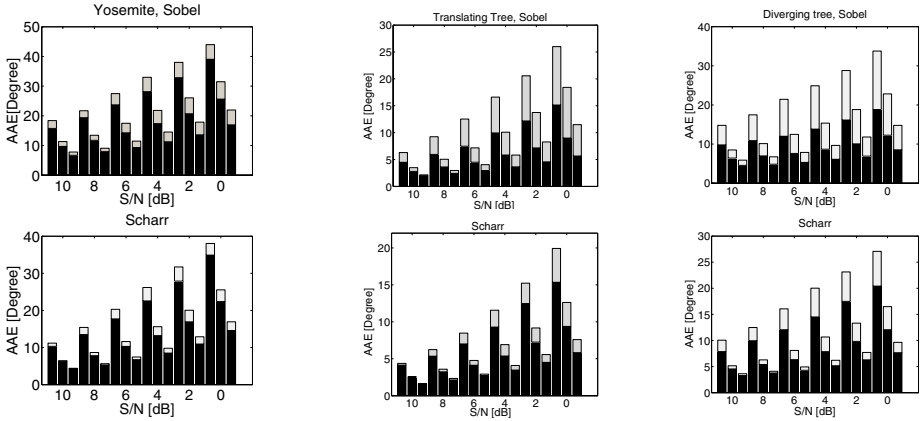 Yosemite, Sobel
AAE[Degree]
50
40
30
20
10
0
10 8 6 4 2 0
S/N [dB]
Translating Tree, Sobel
AAE [Degree]
30
25
20
15
10
5
0
10 8 6 4 2 0
S/N [dB]
Diverging tree, Sobel
AAE [Degree]
40
30
20
10
0
10 8 6 4 2 0
S/N [dB]
Scharr
AAE [Degree]
40
30
20
10
0
10 8 6 4 2 0
S/N [dB]
Scharr
AAE [Degree]
20
15
10
5
0
10 8 6 4 2 0
S/N [dB]
Scharr
AAE [Degree]
30
25
20
15
10
5
0
10 8 6 4 2 0
S/N [dB]